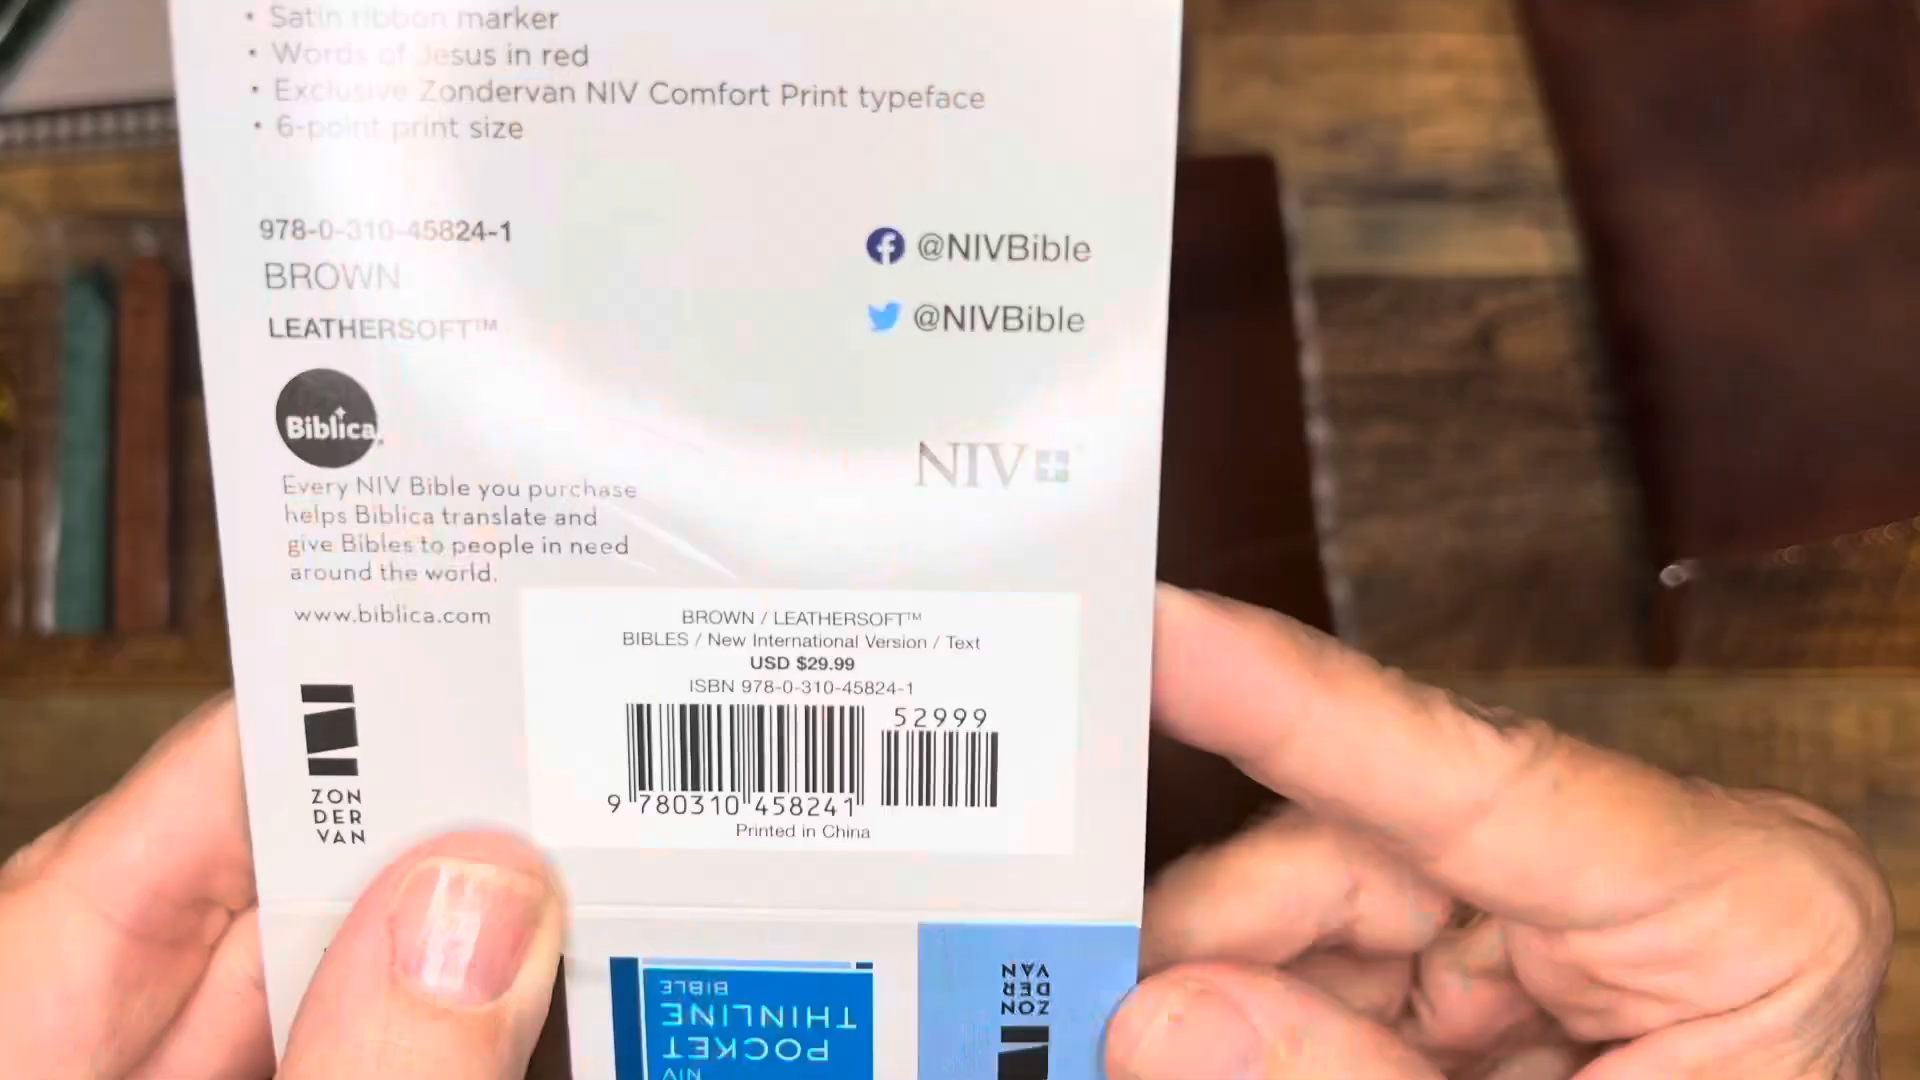 • Satin ribbon marker
• Words of Jesus in red
• Exclusive Zondervan NIV Comfort Print typeface
• 6-point print size
978-0-310-45824-1
BROWN
LEATHERSOFT™
@NIVBible
@NIVBible
Biblica
NIV
Every NIV Bible you purchase
helps Biblica translate and
give Bibles to people in need
around the world.
www.biblica.com
BROWN / LEATHERSOFT™
BIBLES / New International Version / Text
USD $29.99
ISBN 978-0-310-45824-1
52999
9 780310 458241
Printed in China
ZON
DER
VAN
NIV
POCKET
THINLINE
BIBLE
ZON
DER
VAN